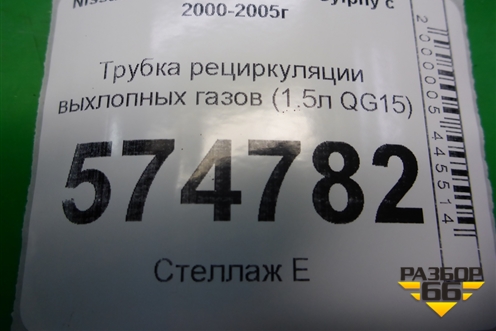 2000-2005г
Трубка рециркуляции
выхлопных газов (1.5л QG15)
574782
Стеллаж Е
2000005445514
РАЗБОР
66